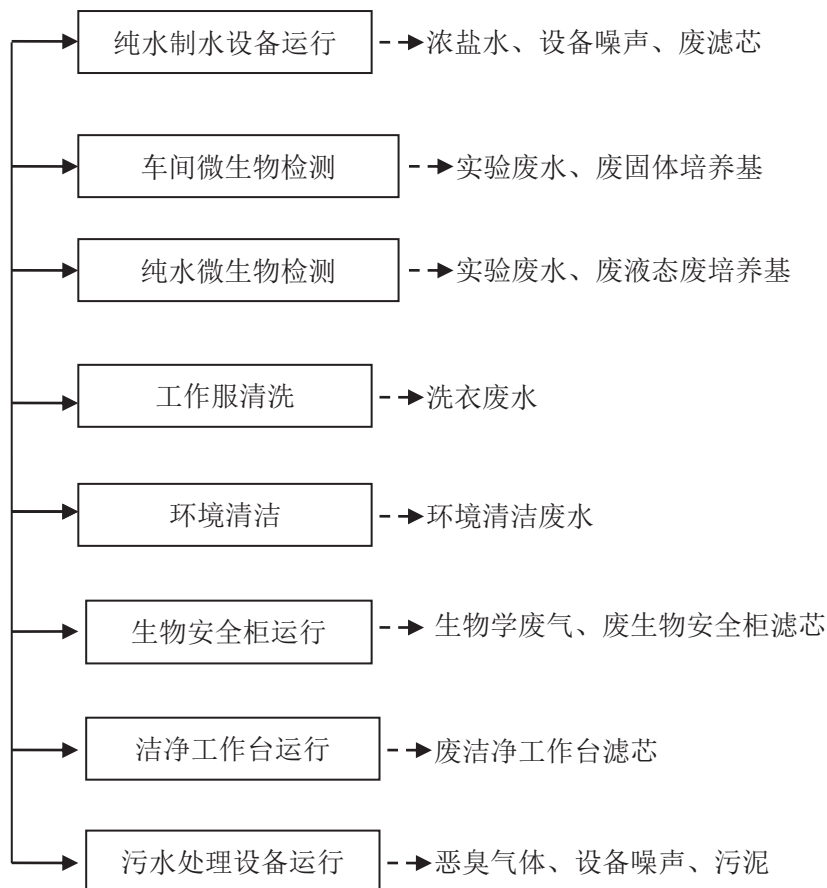 纯水制水设备运行 浓盐水、设备噪声、废滤芯
车间微生物检测 实验废水、废固体培养基
纯水微生物检测 实验废水、废液态废培养基
工作服清洗 洗衣废水
环境清洁 环境清洁废水
生物安全柜运行 生物学废气、废生物安全柜滤芯
洁净工作台运行 废洁净工作台滤芯
污水处理设备运行 恶臭气体、设备噪声、污泥